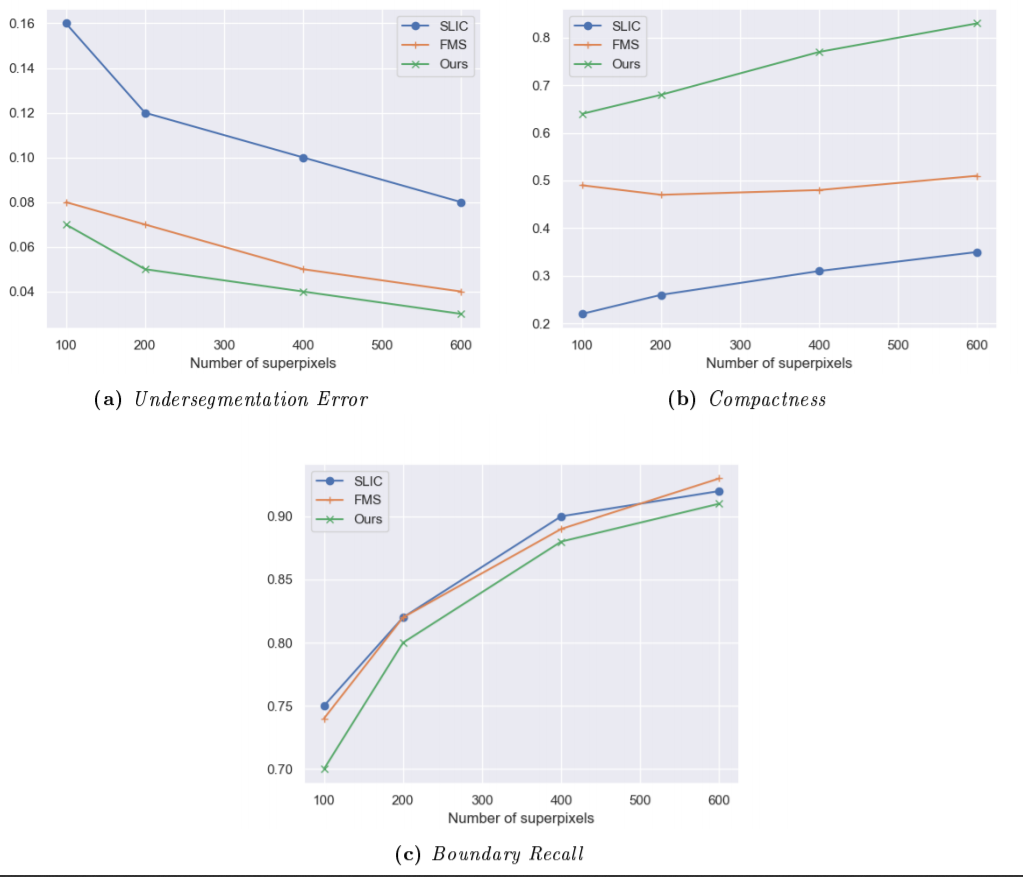 0.16
0.14
0.12
0.10
0.08
0.06
0.04
SLIC
FMS
Ours
100 200 300 400 500 600
Number of superpixels
(a) Undersegmentation Error
0.8
0.7
0.6
0.5
0.4
0.3
0.2
SLIC
FMS
Ours
100 200 300 400 500 600
Number of superpixels
(b) Compactness
SLIC
FMS
Ours
0.90
0.85
0.80
0.75
0.70
100 200 300 400 500 600
Number of superpixels
(c) Boundary Recall